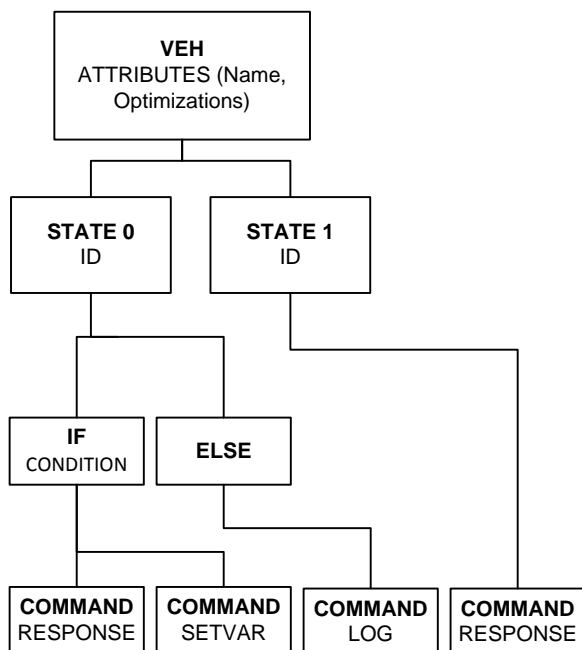 VEH
ATTRIBUTES (Name,
Optimizations)
STATE 0
ID
STATE 1
ID
IF
CONDITION
ELSE
COMMAND
RESPONSE
COMMAND
SETVAR
COMMAND
LOG
COMMAND
RESPONSE